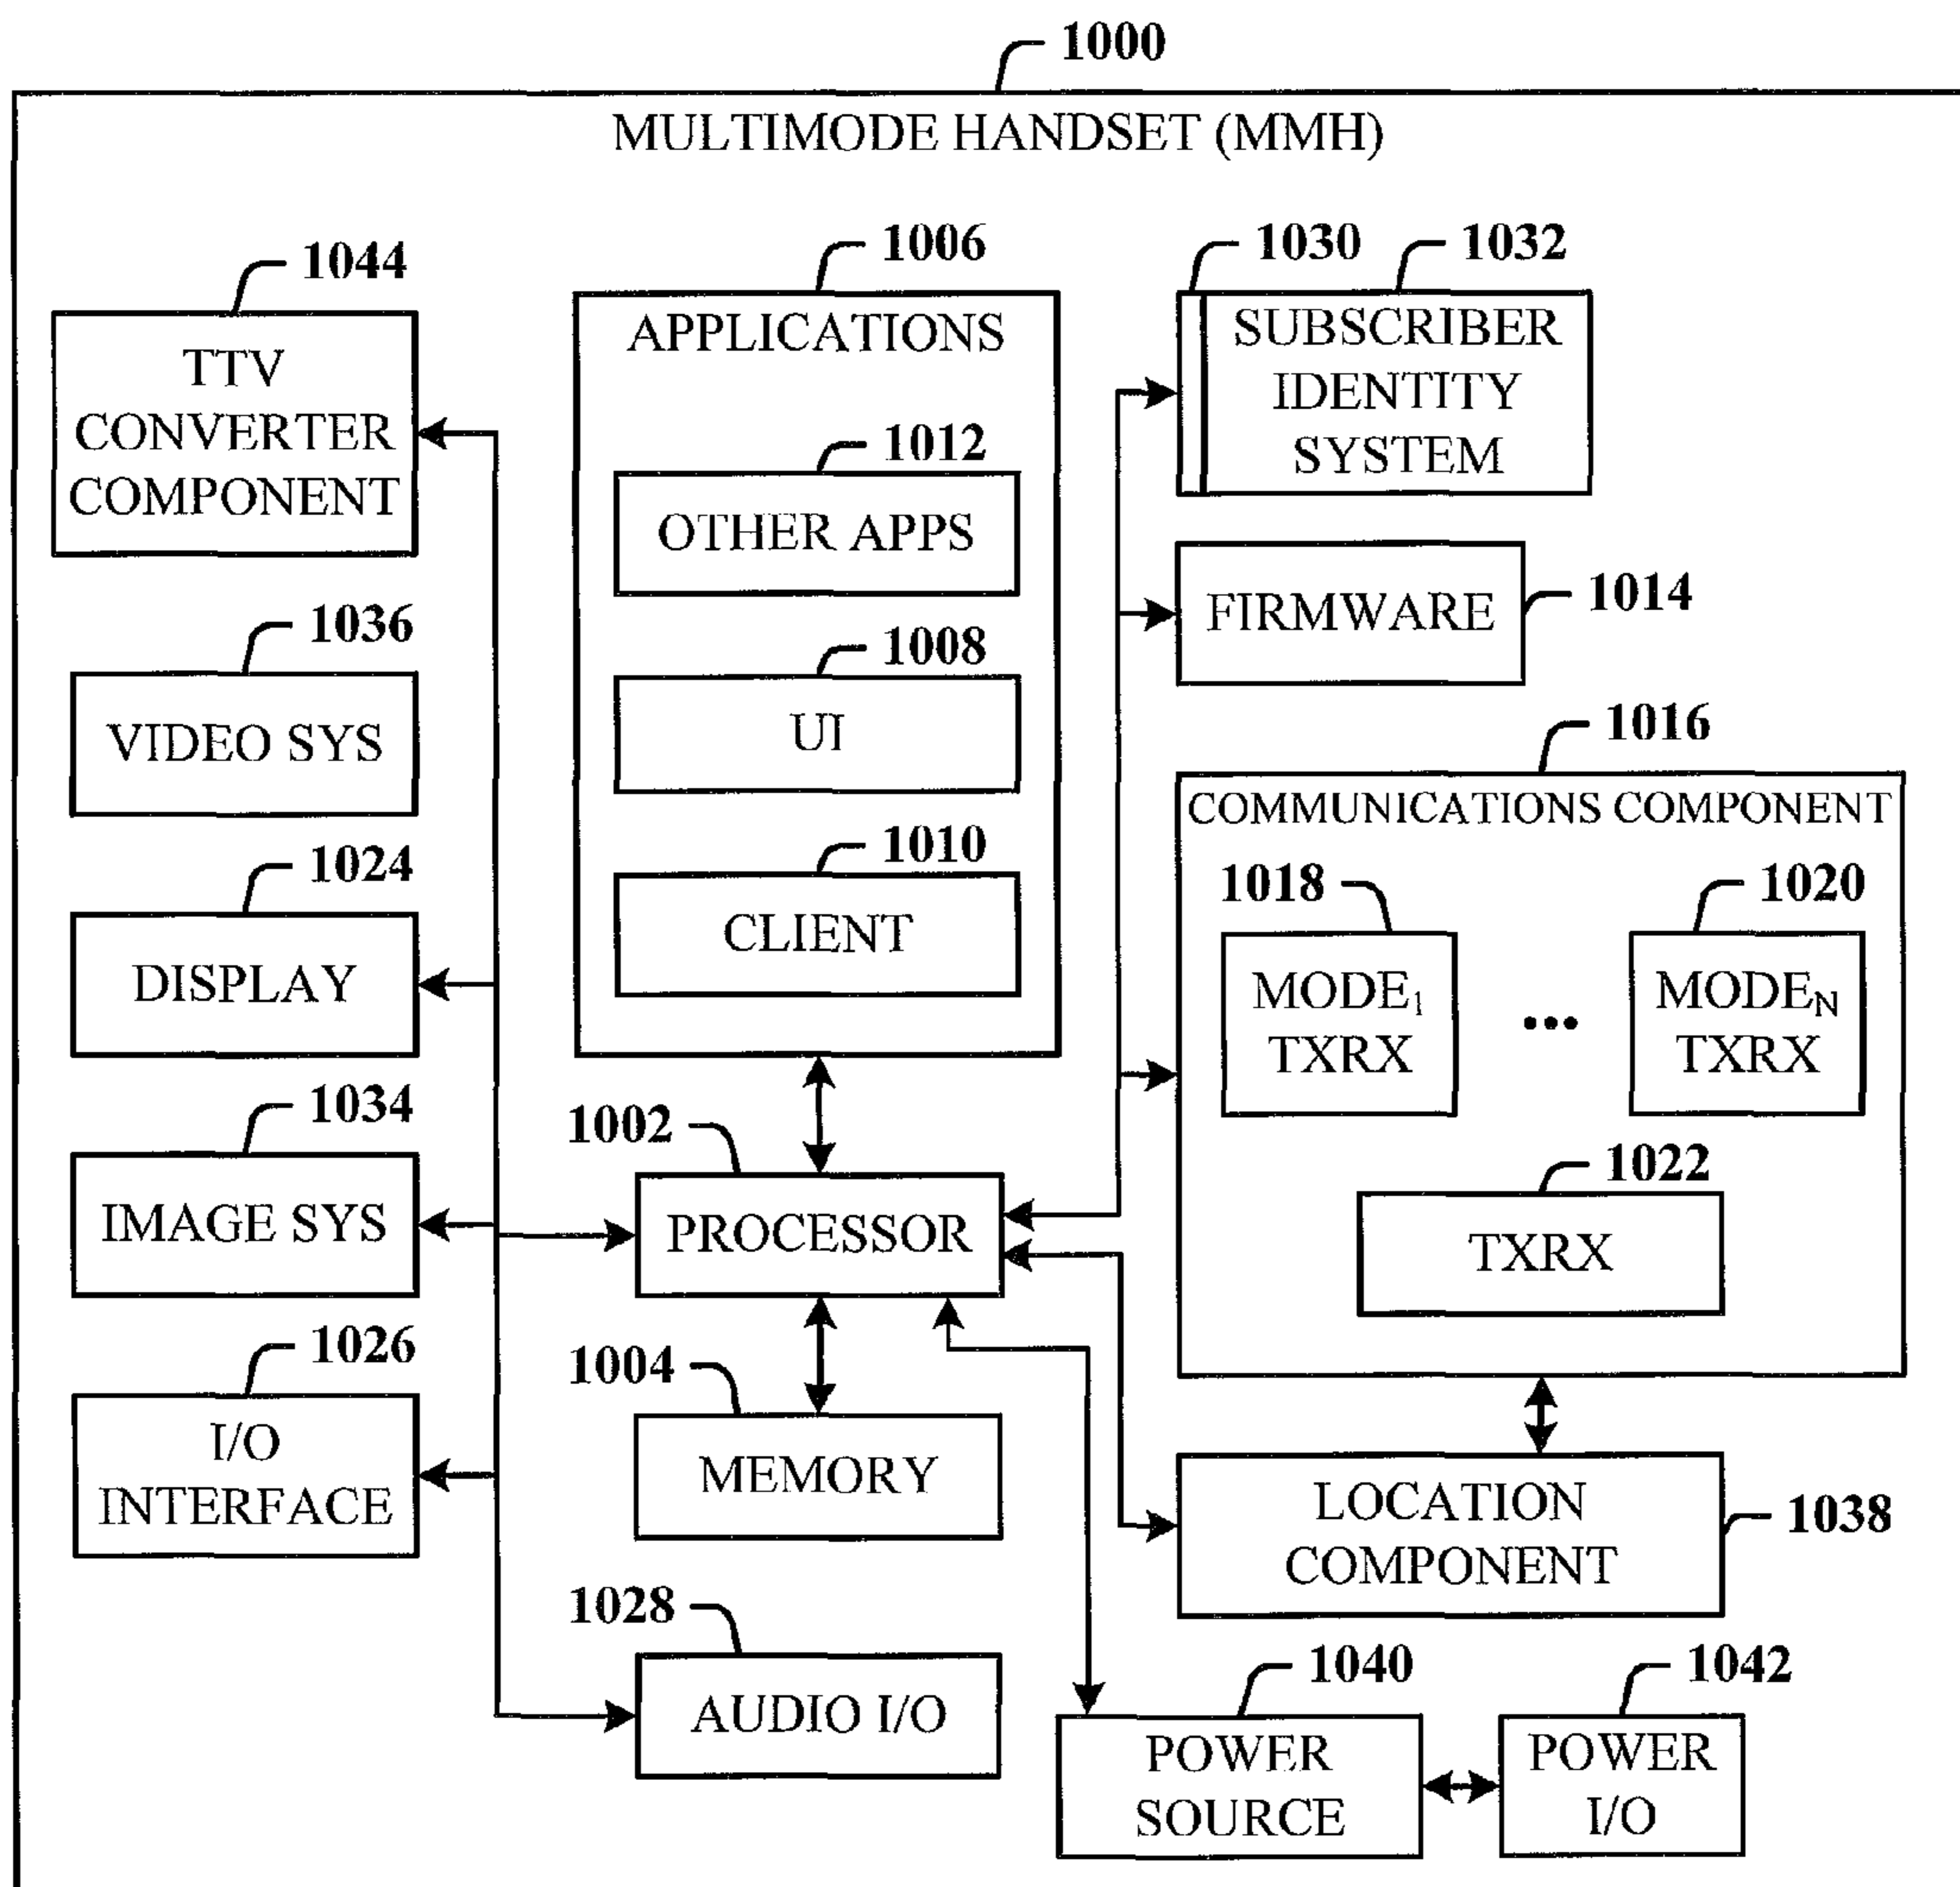 1000
MULTIMODE HANDSET (MMH)
1044
TTV
CONVERTER
COMPONENT
1036
VIDEO SYS
1024
DISPLAY
1034
IMAGE SYS
1026
I/O
INTERFACE
1006
APPLICATIONS
1012
OTHER APPS
1008
UI
1010
CLIENT
1002
PROCESSOR
1004
MEMORY
1028
AUDIO I/O
1030
1032
SUBSCRIBER
IDENTITY
SYSTEM
FIRMWARE
1014
1016
COMMUNICATIONS COMPONENT
1018
MODE₁
TXRX
...
1020
MODE_N
TXRX
1022
TXRX
LOCATION
COMPONENT
1038
1040
POWER
SOURCE
1042
POWER
I/O